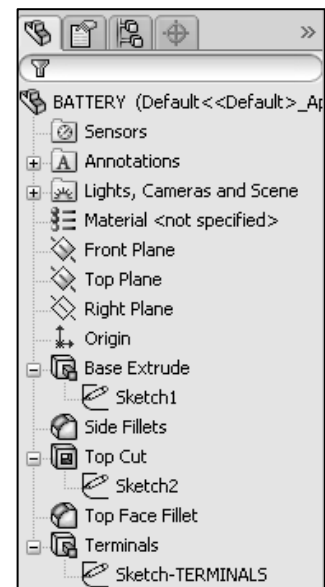 BATTERY (Default<<Default>_Ap
Sensors
Annotations
Lights, Cameras and Scene
Material <not specified>
Front Plane
Top Plane
Right Plane
Origin
Base Extrude
Sketch1
Side Fillets
Top Cut
Sketch2
Top Face Fillet
Terminals
Sketch-TERMINALS